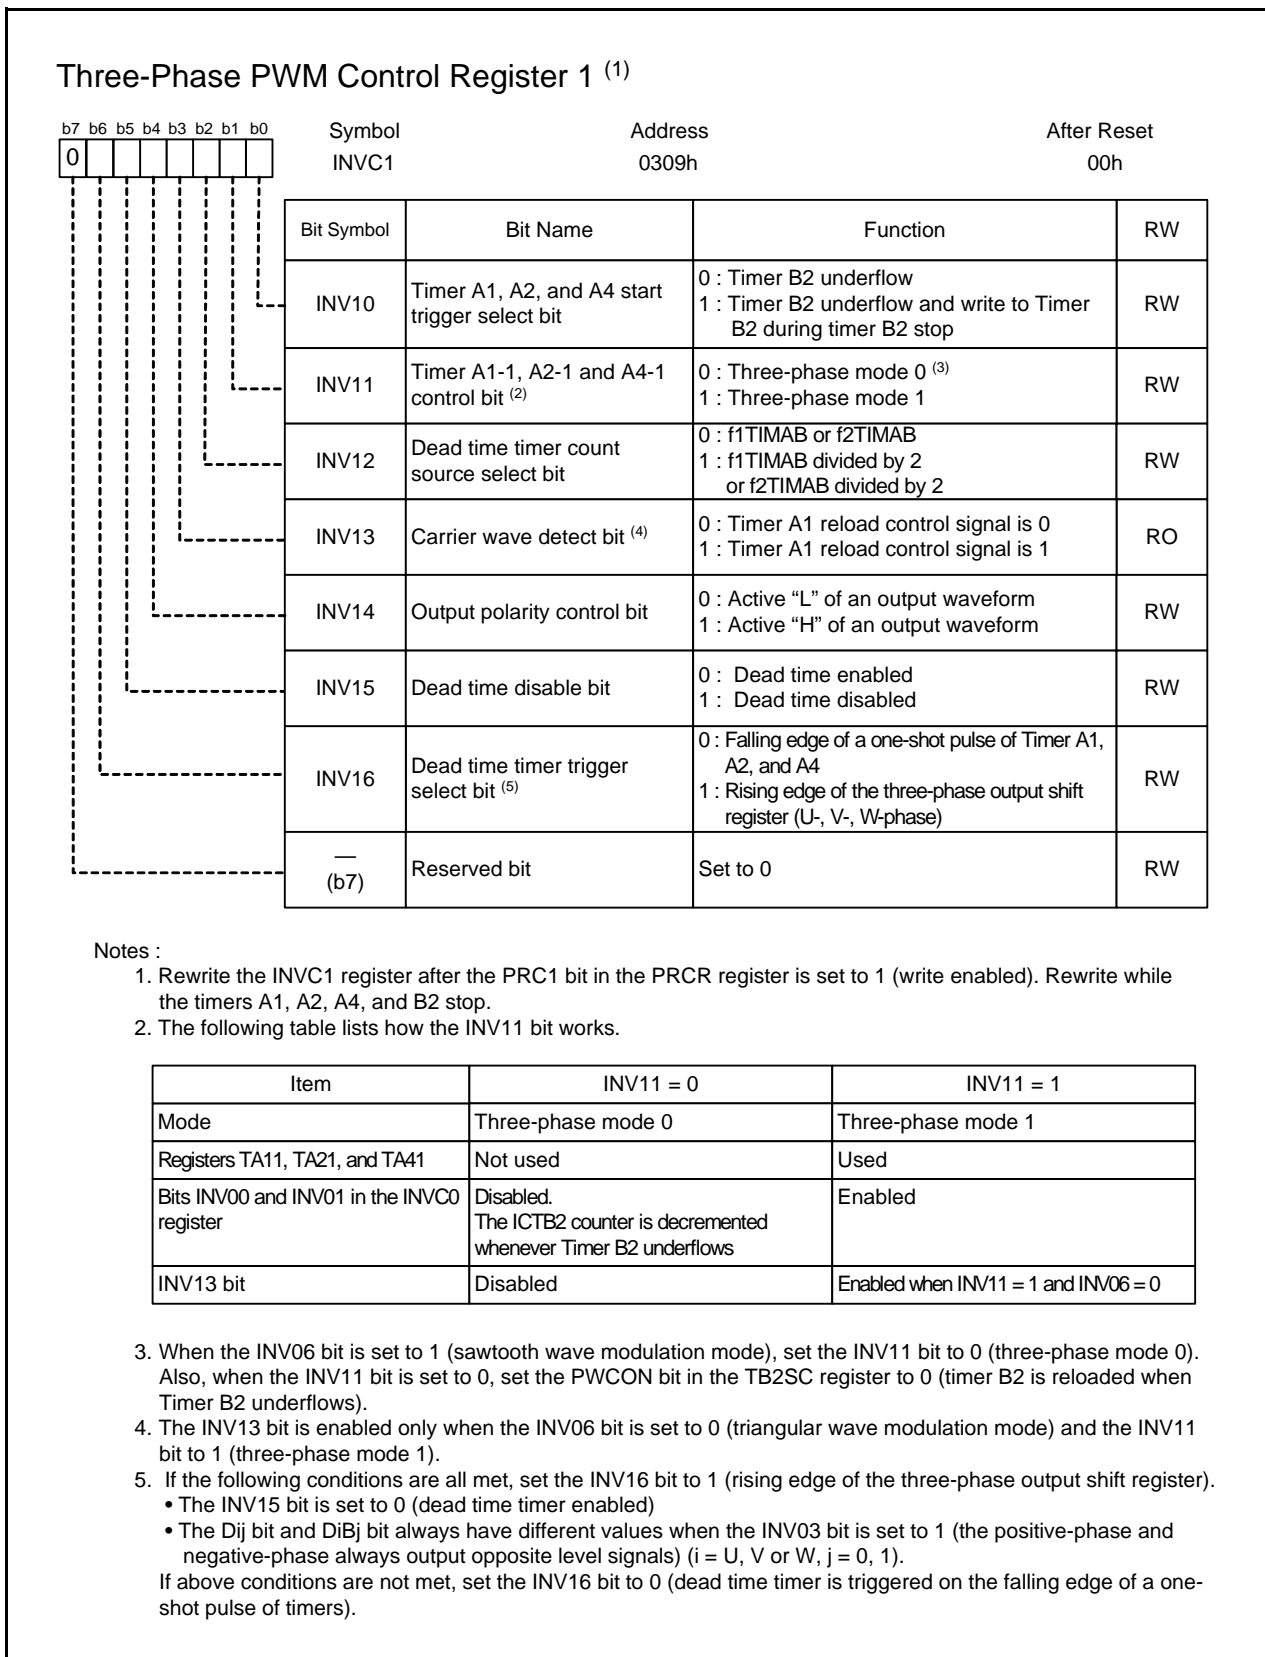 Three-Phase PWM Control Register 1 (1)
b7 b6 b5 b4 b3 b2 b1 b0
Symbol Address After Reset
0
INVC1 0309h 00h
Bit Symbol Bit Name Function RW
INV10
Timer A1, A2, and A4 start
trigger select bit
0 : Timer B2 underflow
1 : Timer B2 underflow and write to Timer
B2 during timer B2 stop
RW
INV11
Timer A1-1, A2-1 and A4-1
control bit (2)
0 : Three-phase mode 0 (3)
1 : Three-phase mode 1
RW
INV12
Dead time timer count
source select bit
0 : f1TIMAB or f2TIMAB
1 : f1TIMAB divided by 2
or f2TIMAB divided by 2
RW
INV13
Carrier wave detect bit (4)
0 : Timer A1 reload control signal is 0
1 : Timer A1 reload control signal is 1
RO
INV14
Output polarity control bit
0 : Active “L” of an output waveform
1 : Active “H” of an output waveform
RW
INV15
Dead time disable bit
0 : Dead time enabled
1 : Dead time disabled
RW
INV16
Dead time timer trigger
select bit (5)
0 : Falling edge of a one-shot pulse of Timer A1,
A2, and A4
1 : Rising edge of the three-phase output shift
register (U-, V-, W-phase)
RW
—
(b7)
Reserved bit
Set to 0
RW
Notes :
1. Rewrite the INVC1 register after the PRC1 bit in the PRCR register is set to 1 (write enabled). Rewrite while
the timers A1, A2, A4, and B2 stop.
2. The following table lists how the INV11 bit works.
Item INV11 = 0 INV11 = 1
Mode Three-phase mode 0 Three-phase mode 1
Registers TA11, TA21, and TA41 Not used Used
Bits INV00 and INV01 in the INVC0
register
Disabled.
The ICTB2 counter is decremented
whenever Timer B2 underflows
Enabled
INV13 bit Disabled Enabled when INV11 = 1 and INV06 = 0
3. When the INV06 bit is set to 1 (sawtooth wave modulation mode), set the INV11 bit to 0 (three-phase mode 0).
Also, when the INV11 bit is set to 0, set the PWCON bit in the TB2SC register to 0 (timer B2 is reloaded when
Timer B2 underflows).
4. The INV13 bit is enabled only when the INV06 bit is set to 0 (triangular wave modulation mode) and the INV11
bit to 1 (three-phase mode 1).
5. If the following conditions are all met, set the INV16 bit to 1 (rising edge of the three-phase output shift register).
• The INV15 bit is set to 0 (dead time timer enabled)
• The Dij bit and DiBj bit always have different values when the INV03 bit is set to 1 (the positive-phase and
negative-phase always output opposite level signals) (i = U, V or W, j = 0, 1).
If above conditions are not met, set the INV16 bit to 0 (dead time timer is triggered on the falling edge of a one-
shot pulse of timers).